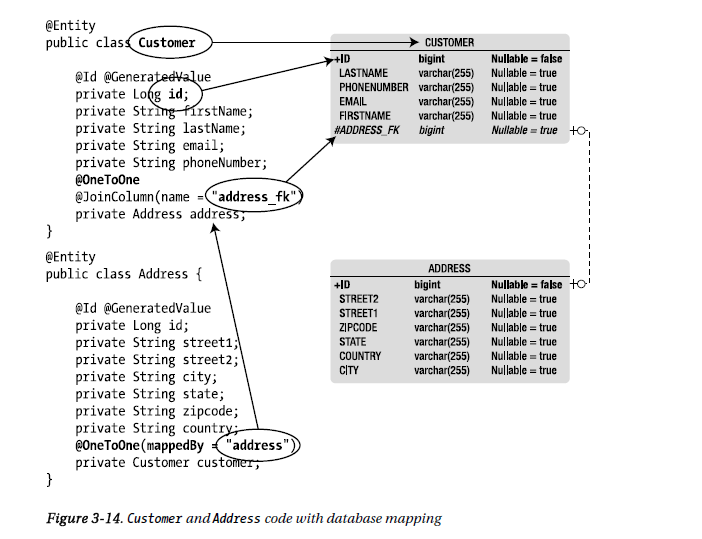 @Entity
public class Customer
@Id @GeneratedValue
private Long id;
private String firstName;
private String lastName;
private String email;
private String phoneNumber;
@OneToOne
@JoinColumn(name = "address_fk")
private Address address;
}
@Entity
public class Address {
@Id @GeneratedValue
private Long id;
private String street1;
private String street2;
private String city;
private String state;
private String zipcode;
private String country;
@OneToOne(mappedBy = "address")
private Customer customer;
}
CUSTOMER
+ID bigint Nullable = false
LASTNAME varchar(255) Nullable = true
PHONENUMBER varchar(255) Nullable = true
EMAIL varchar(255) Nullable = true
FIRSTNAME varchar(255) Nullable = true
#ADDRESS_FK bigint Nullable = true
ADDRESS
+ID bigint Nullable = false
STREET2 varchar(255) Nullable = true
STREET1 varchar(255) Nullable = true
ZIPCODE varchar(255) Nullable = true
STATE varchar(255) Nullable = true
COUNTRY varchar(255) Nullable = true
CITY varchar(255) Nullable = true
Figure 3-14. Customer and Address code with database mapping